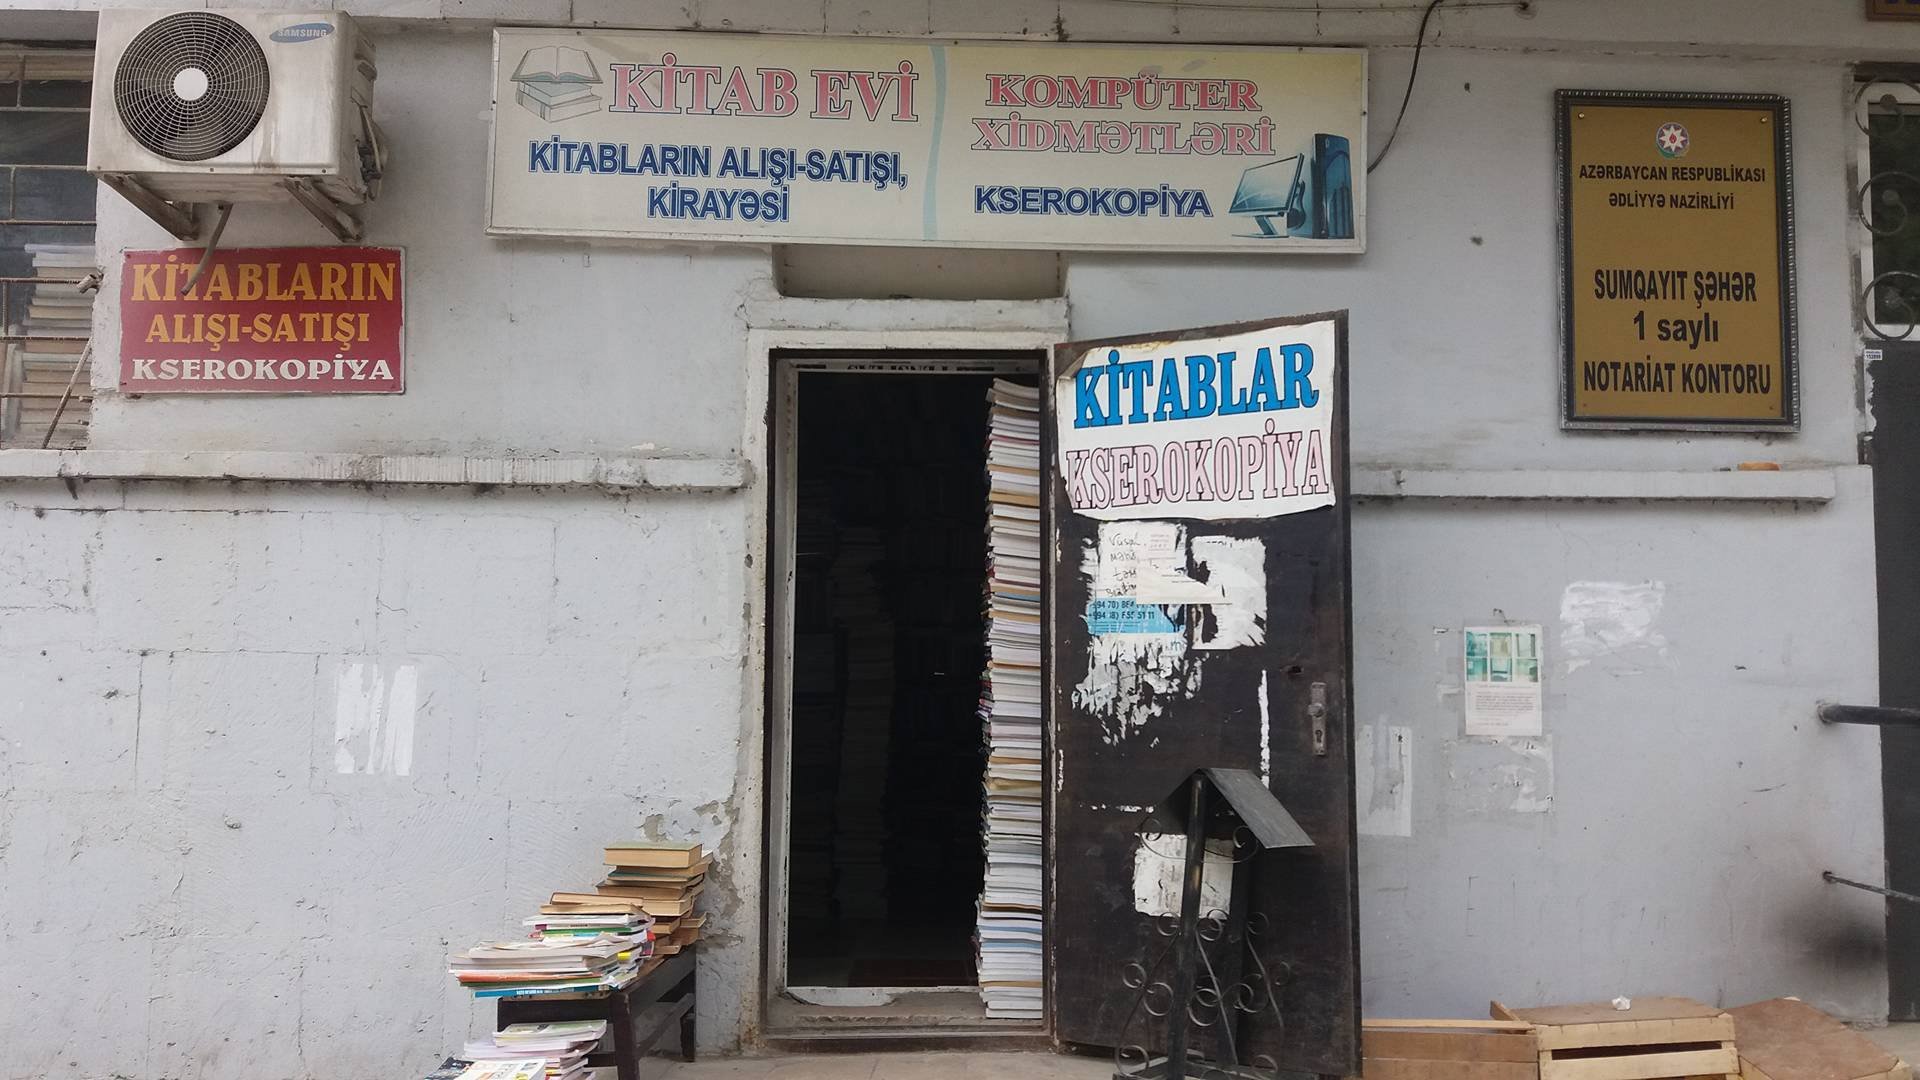 SAMSUNG
KİTAB EVİ
KİTABLARIN ALIŞI-SATIŞI,
KİRAYƏSİ
KOMPÜTER
XİDMƏTLƏRİ
KSEROKOPİYA
AZƏRBAYCAN RESPUBLİKASI
ƏDLİYYƏ NAZİRLİYİ
SUMQAYIT ŞƏHƏR
1 saylı
NOTARİAT KONTORU
KİTABLARIN
ALIŞI-SATIŞI
KSEROKOPİYA
KİTABLAR
KSEROKOPİYA